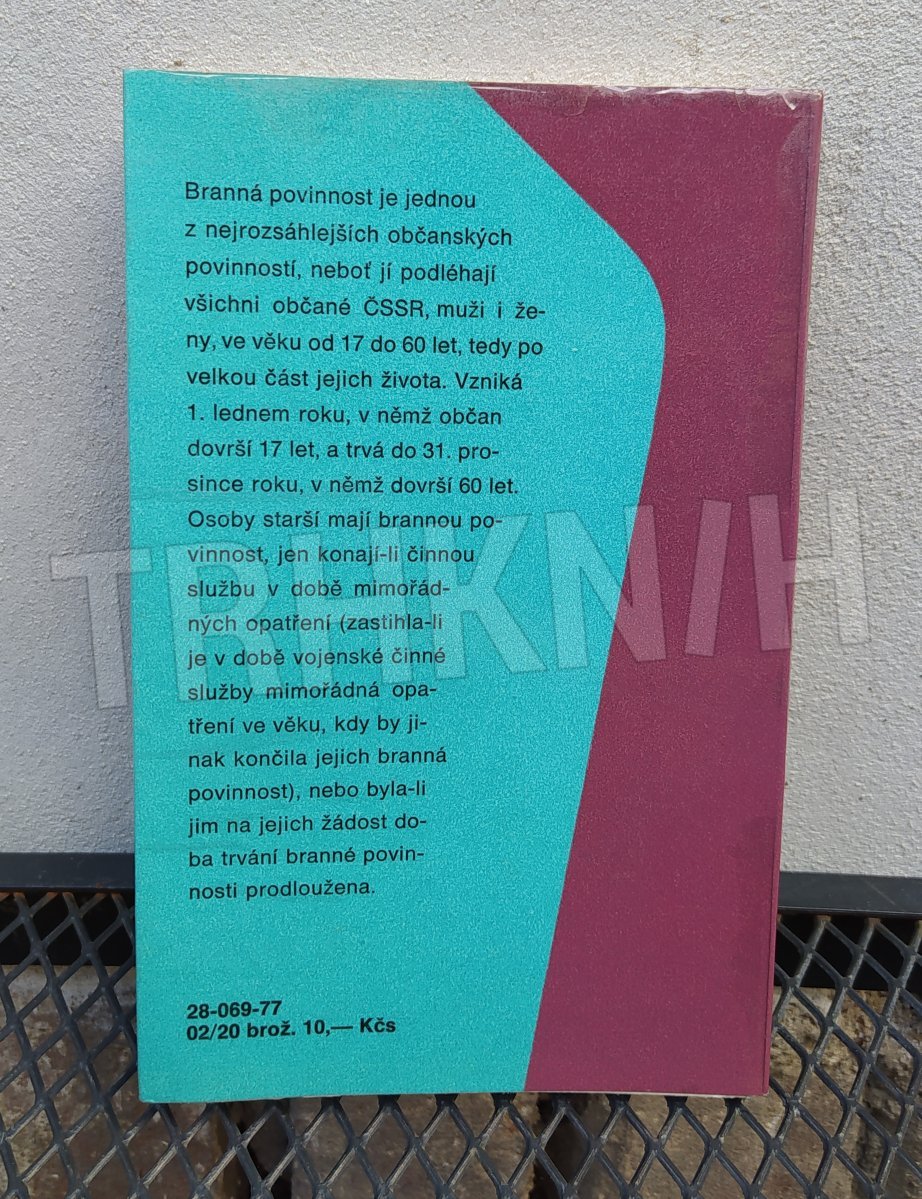 Branná povinnost je jednou
z nejrozsáhlejších občanských
povinností, neboť jí podléhají
všichni občané ČSSR, muži i že-
ny, ve věku od 17 do 60 let, tedy po
velkou část jejich života. Vzniká
1. lednem roku, v němž občan
dovrší 17 let, a trvá do 31. pro-
since roku, v němž dovrší 60 let.
Osoby starší mají brannou po-
vinnost, jen konají-li činnou
službu v době mimořád-
ných opatření (zastihla-li
je v době vojenské činné
služby mimořádná opa-
tření ve věku, kdy by ji-
nak končila jejich branná
povinnost), nebo byla-li
jim na jejich žádost do-
ba trvání branné povin-
nosti prodloužena.
28-069-77
02/20 brož. 10,— Kčs
TRHKNIH